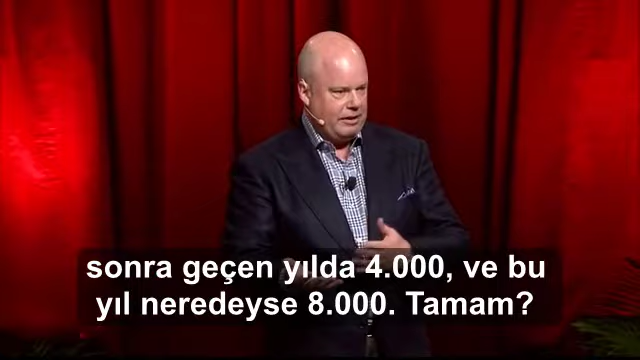 sonra geçen yılda 4.000, ve bu
yıl neredeyse 8.000. Tamam?